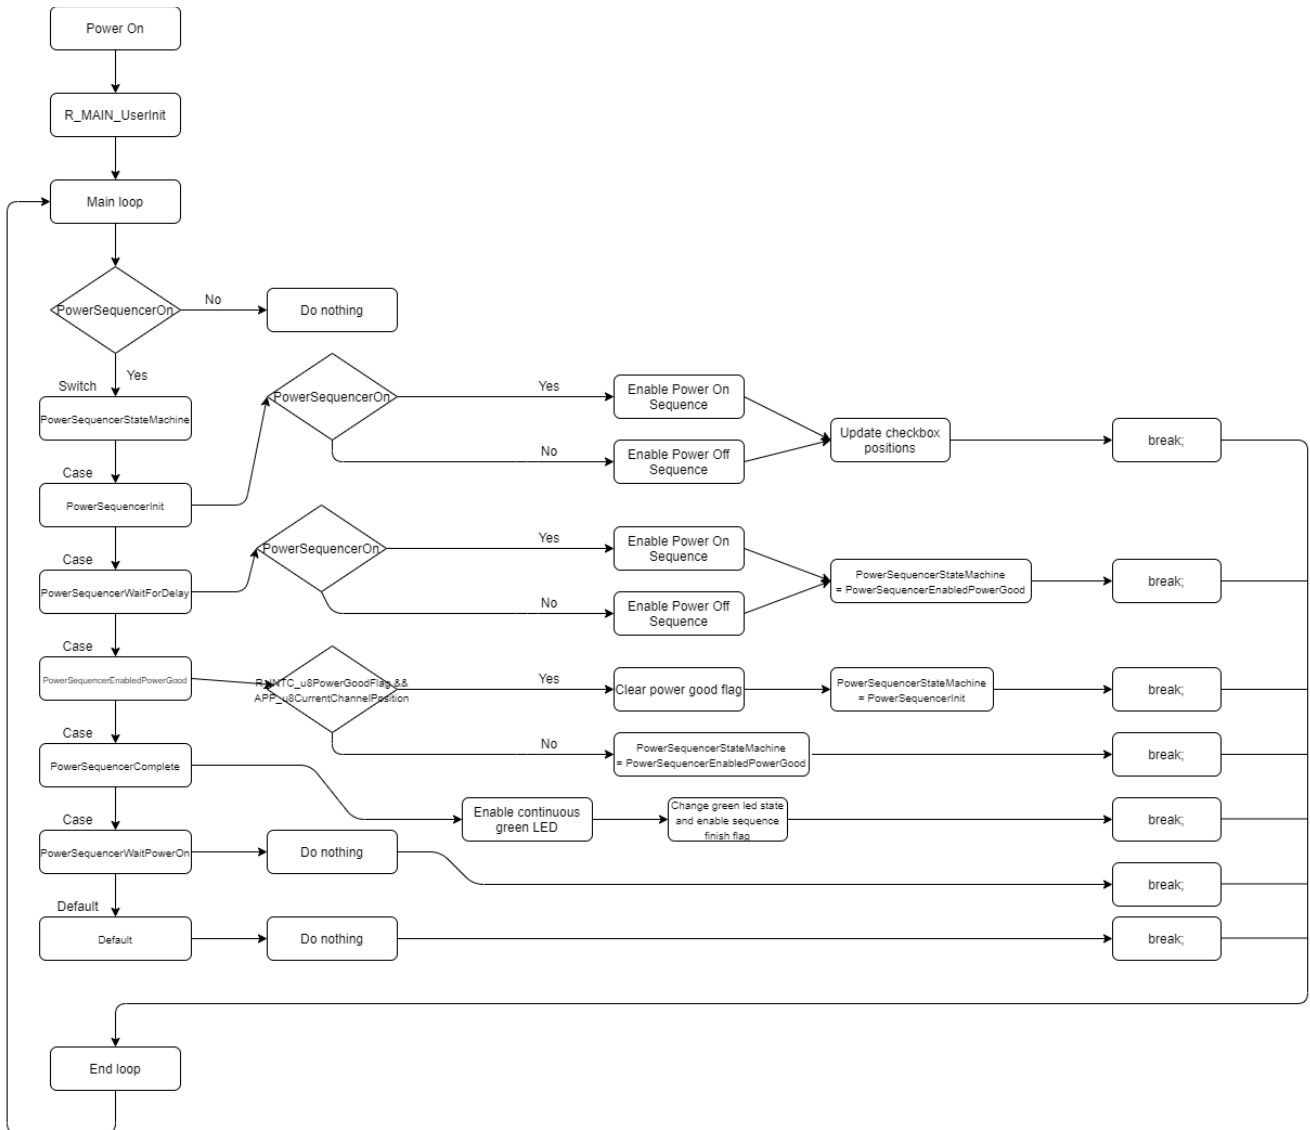 Power On
R_MAIN_UserInit
Main loop
PowerSequencerOn
No
Do nothing
Yes
Switch
PowerSequencerStateMachine
PowerSequencerOn
Yes
Enable Power On
Sequence
No
Enable Power Off
Sequence
Update checkbox
positions
break;
Case
PowerSequencerInit
PowerSequencerOn
Yes
Enable Power On
Sequence
No
Enable Power Off
Sequence
PowerSequencerStateMachine
= PowerSequencerEnabledPowerGood
break;
Case
PowerSequencerWaitForDelay
Case
PowerSequencerEnabledPowerGood
R_INTC_u8PowerGoodFlag &&
APP_u8CurrentChannelPosition
Yes
Clear power good flag
PowerSequencerStateMachine
= PowerSequencerInit
break;
No
PowerSequencerStateMachine
= PowerSequencerEnabledPowerGood
break;
Case
PowerSequencerComplete
Enable continuous
green LED
Change green led state
and enable sequence
finish flag
break;
Case
PowerSequencerWaitPowerOn
Do nothing
break;
Default
Default
Do nothing
break;
End loop